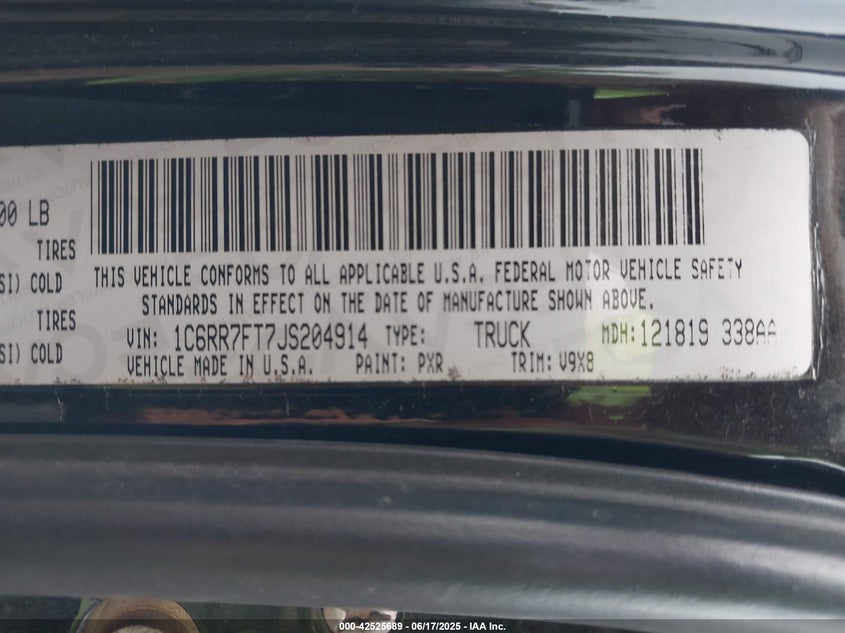 00 LB
TIRES
SI) COLD
TIRES
SI) COLD
THIS VEHICLE CONFORMS TO ALL APPLICABLE U.S.A. FEDERAL MOTOR VEHICLE SAFETY
STANDARDS IN EFFECT ON THE DATE OF MANUFACTURE SHOWN ABOVE.
VIN: 1C6RR7FT7JS204914 TYPE: TRUCK MDH: 121819 338AA
VEHICLE MADE IN U.S.A. PAINT: PXR TRIM: V9X8
000-42525689 - 06/17/2025 - IAA Inc.